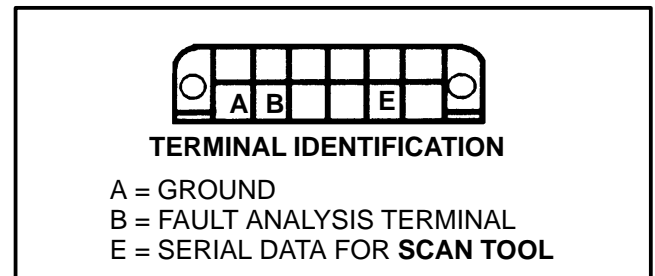 A B E
TERMINAL IDENTIFICATION
A = GROUND
B = FAULT ANALYSIS TERMINAL
E = SERIAL DATA FOR SCAN TOOL